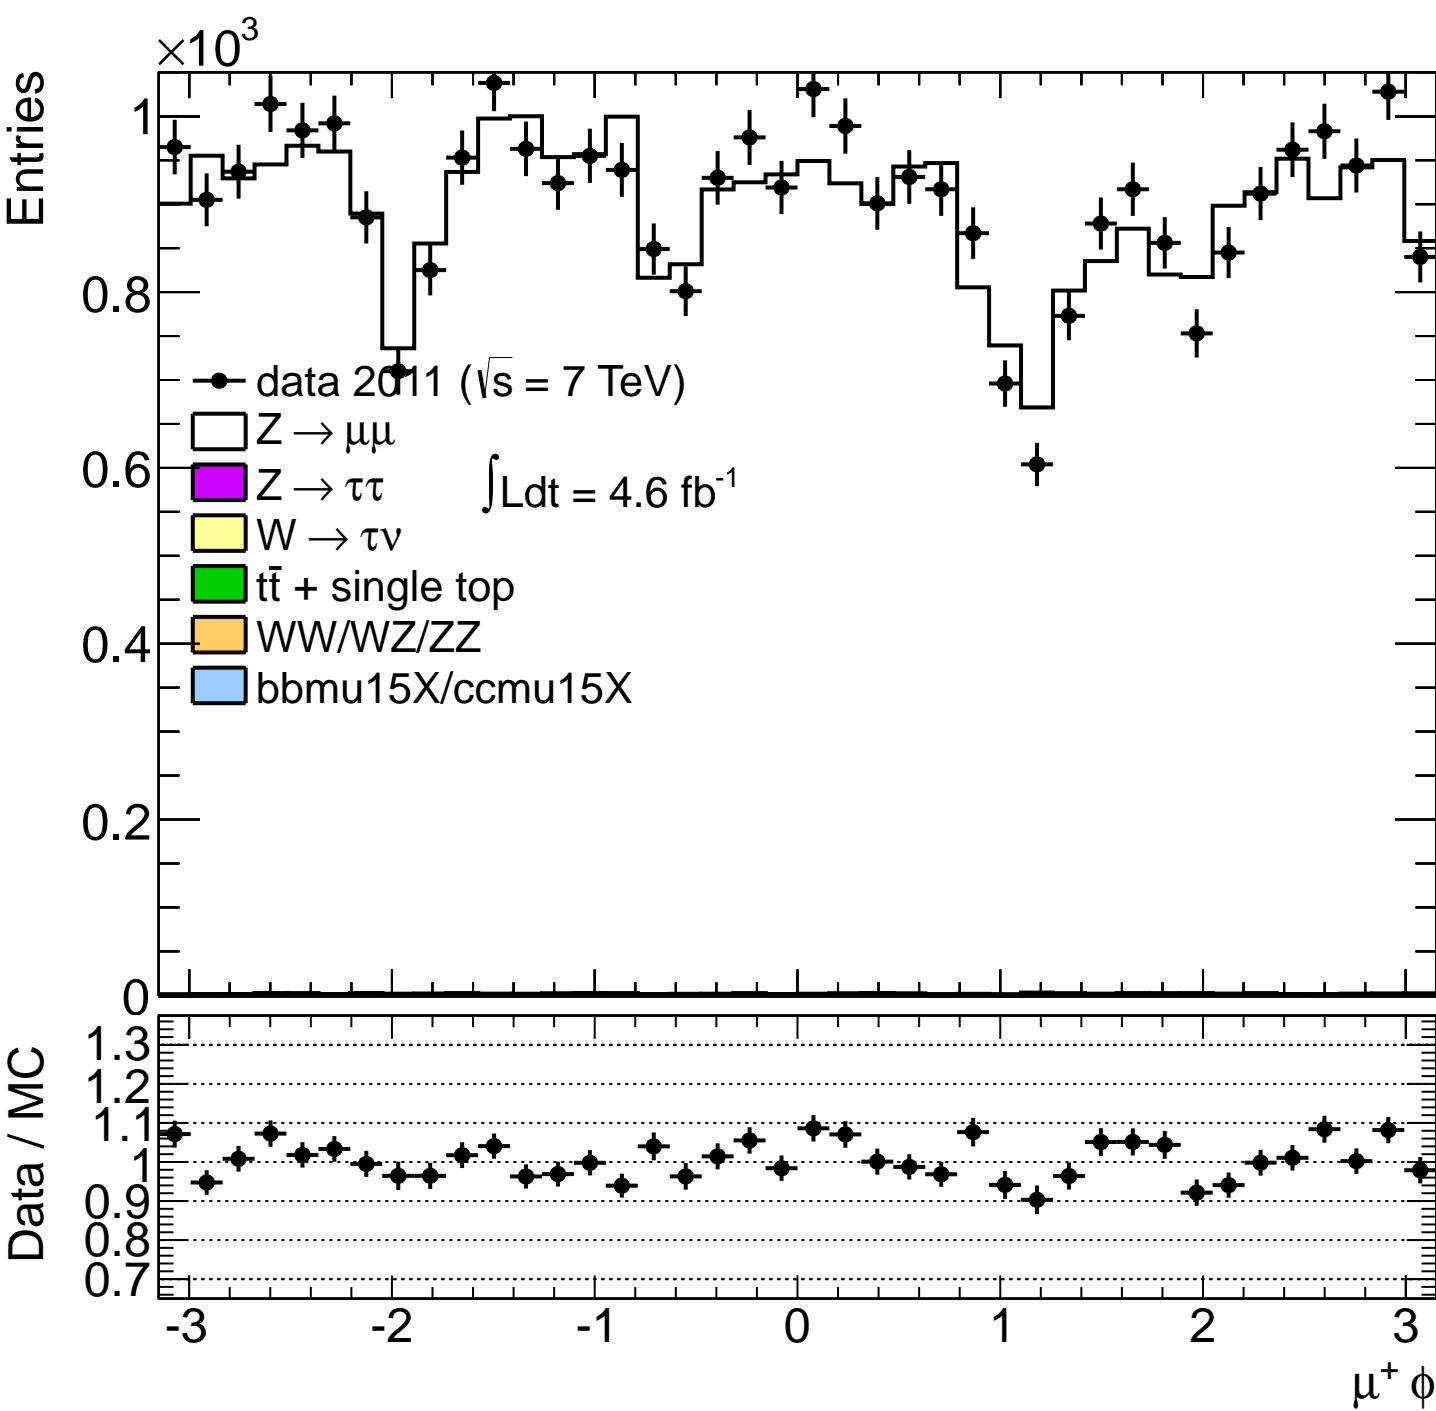 ×10³
Entries
1
0.8
0.6
0.4
0.2
0
data 2011 (√s = 7 TeV)
Z → μμ
Z → ττ
∫Ldt = 4.6 fb⁻¹
W → τν
tt̄ + single top
WW/WZ/ZZ
bbmu15X/ccmu15X
Data / MC
1.3
1.2
1.1
1
0.9
0.8
0.7
-3 -2 -1 0 1 2 3
μ⁺ ϕ